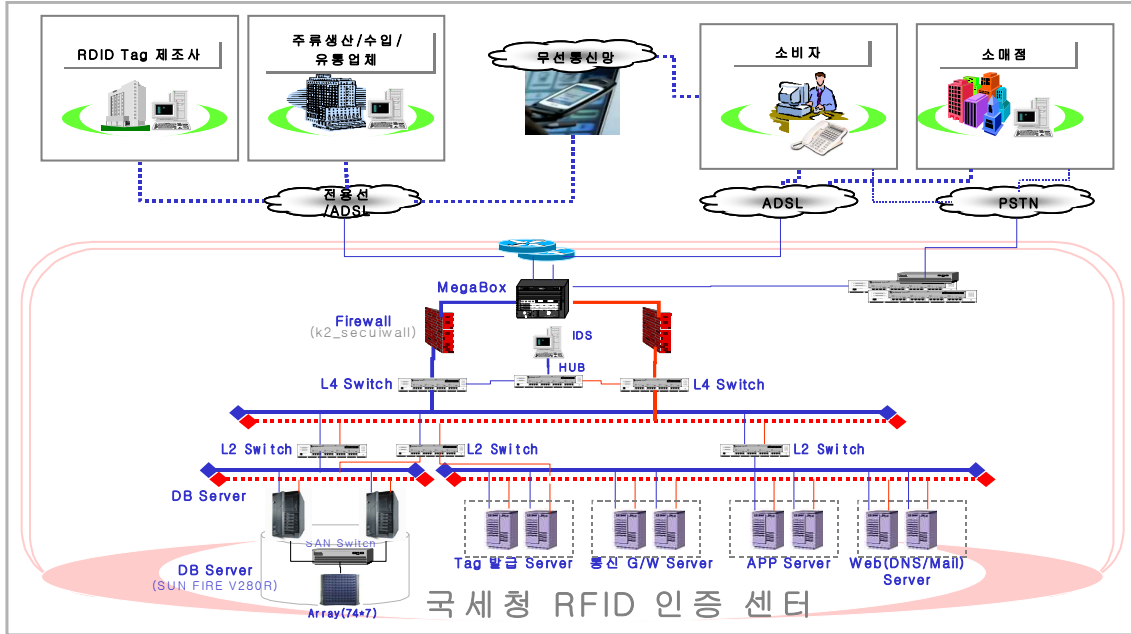 RDID Tag 제조사
주류생산/수입/
유통업체
무선통신망
소비자
소매점
전용선
/ADSL
ADSL
PSTN
MegaBox
Firewall
(k2_secuiwall)
IDS
HUB
L4 Switch
L4 Switch
L2 Switch
L2 Switch
L2 Switch
DB Server
SAN Switch
DB Server
(SUN FIRE V280R)
Array(74*7)
Tag 발급 Server
통신 G/W Server
APP Server
Web(DNS/Mail)
Server
국세청 RFID 인증 센터